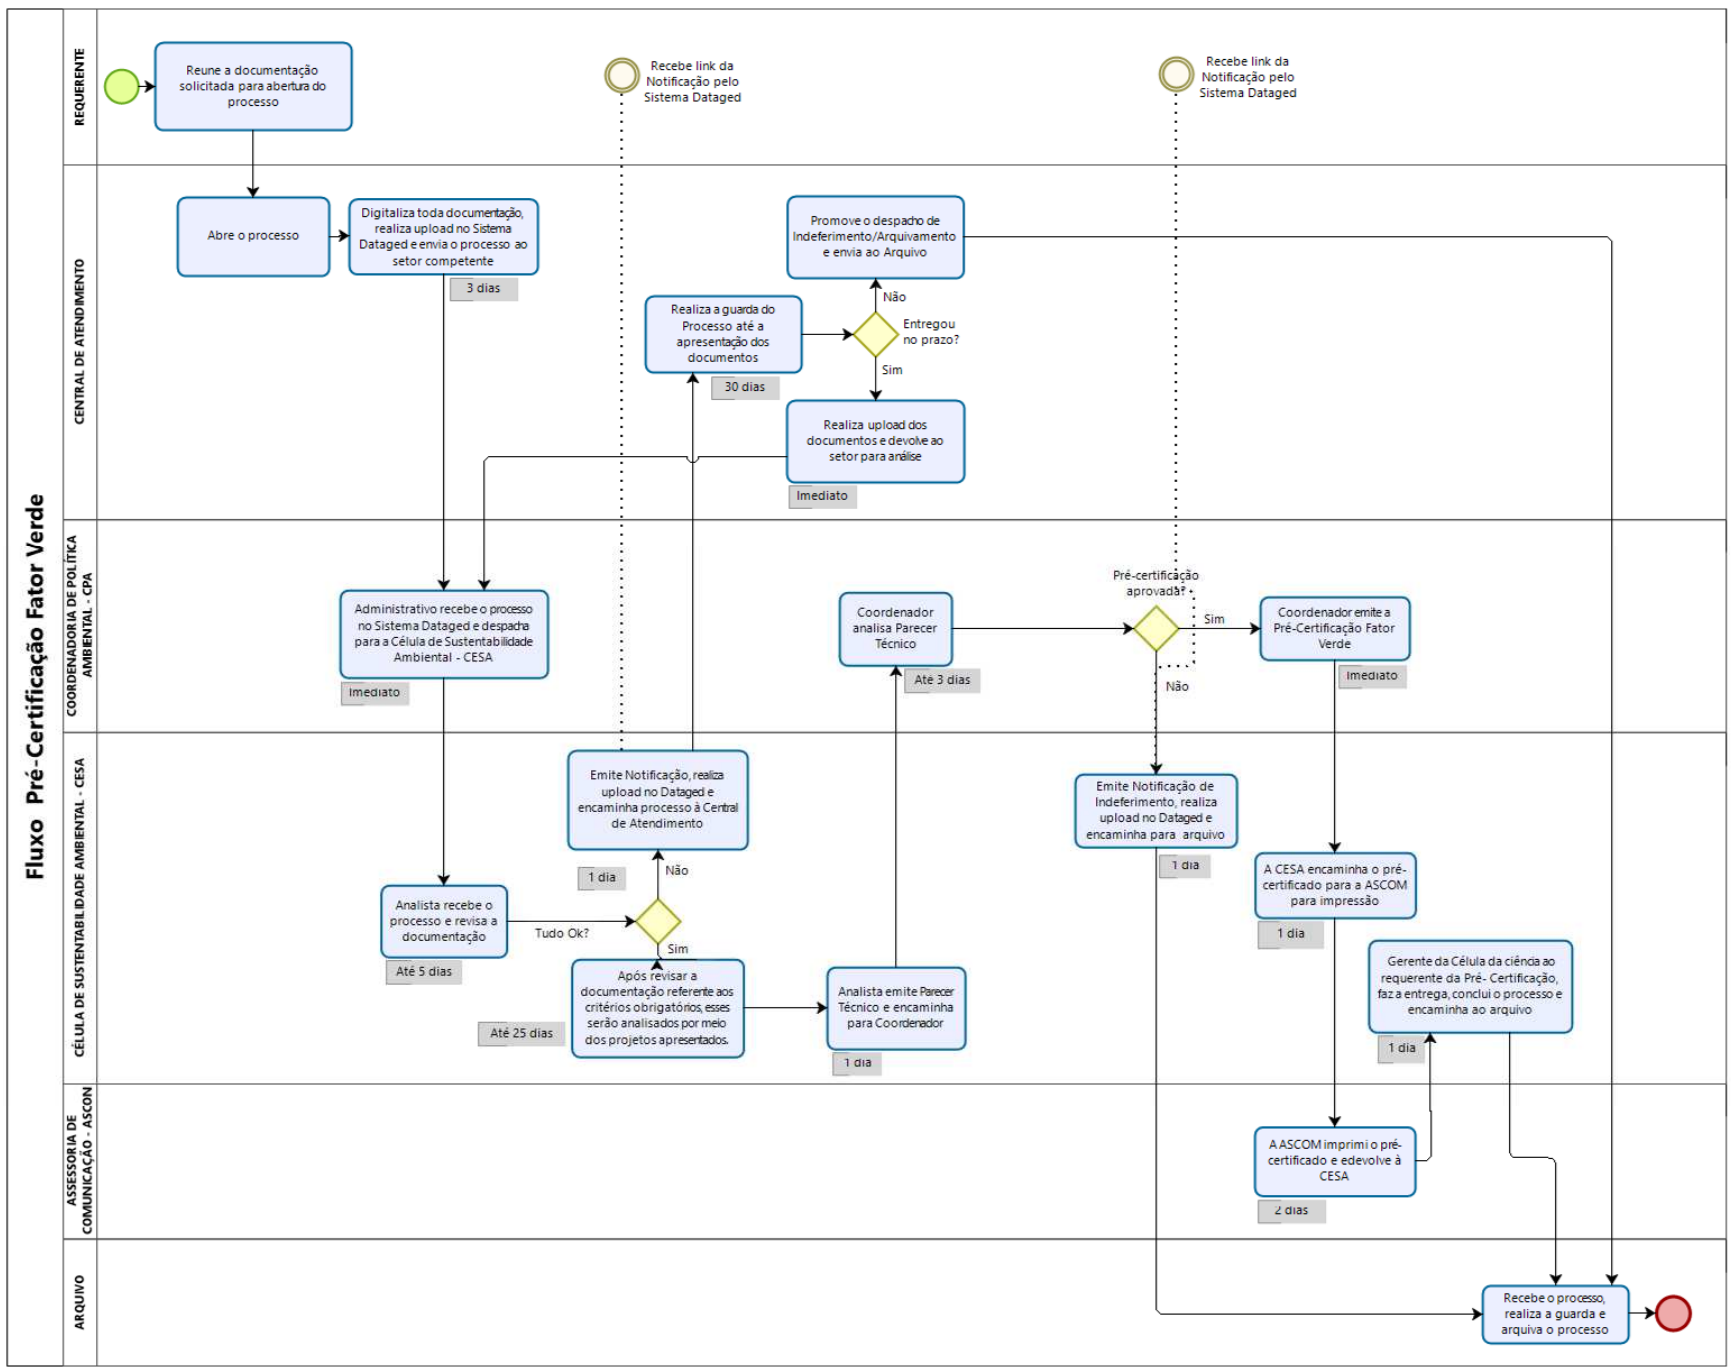 Fluxo Pré-Certificação Fator Verde
REQUERENTE
Reune a documentação
solicitada para abertura do
processo
Recebe link da
Notificação pelo
Sistema Dataged
Recebe link da
Notificação pelo
Sistema Dataged
CENTRAL DE ATENDIMENTO
Abre o processo
Digitaliza toda documentação,
realiza upload no Sistema
Dataged e envia o processo ao
setor competente
3 dias
Promove o despacho de
Indeferimento/Arquivamento
e envia ao Arquivo
Não
Realiza a guarda do
Processo até a
apresentação dos
documentos
30 dias
Entregou
no prazo?
Sim
Realiza upload dos
documentos e devolve ao
setor para análise
Imediato
COORDENADORIA DE POLÍTICA
AMBIENTAL - CPA
Administrativo recebe o processo
no Sistema Dataged e despacha
para a Célula de Sustentabilidade
Ambiental - CESA
Imediato
Coordenador
analisa Parecer
Técnico
Até 3 dias
Pré-certificação
aprovada?
Sim
Não
Coordenador emite a
Pré-Certificação Fator
Verde
Imediato
CÉLULA DE SUSTENTABILIDADE AMBIENTAL - CESA
Emite Notificação, realiza
upload no Dataged e
encaminha processo à Central
de Atendimento
1 dia
Não
Analista recebe o
processo e revisa a
documentação
Até 5 dias
Tudo Ok?
Sim
Após revisar a
documentação referente aos
critérios obrigatórios, esses
serão analisados por meio
dos projetos apresentados.
Até 25 dias
Analista emite Parecer
Técnico e encaminha
para Coordenador
1 dia
Emite Notificação de
Indeferimento, realiza
upload no Dataged e
encaminha para arquivo
1 dia
A CESA encaminha o pré-
certificado para a ASCOM
para impressão
1 dia
Gerente da Célula da ciência ao
requerente da Pré- Certificação,
faz a entrega, conclui o processo e
encaminha ao arquivo
1 dia
ASSESSORIA DE
COMUNICAÇÃO - ASCON
A ASCOM imprimi o pré-
certificado e edevolve à
CESA
2 dias
ARQUIVO
Recebe o processo,
realiza a guarda e
arquiva o processo